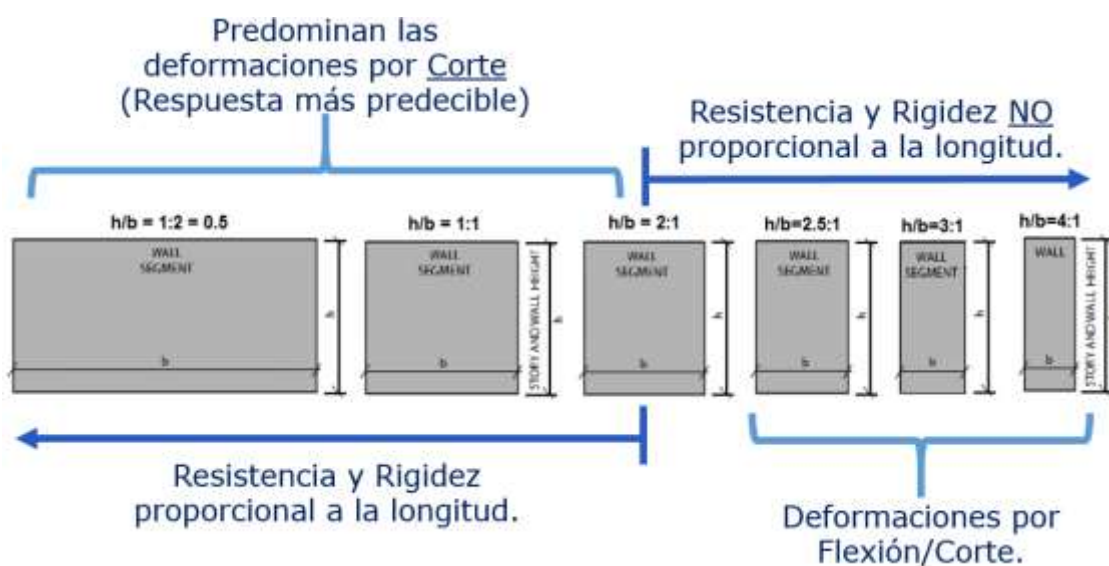 Predominan las
deformaciones por Corte
(Respuesta más predecible)
Resistencia y Rigidez NO
proporcional a la longitud.
h/b = 1:2 = 0.5
h/b = 1:1
h/b = 2:1
h/b=2.5:1
h/b=3:1
h/b=4:1
WALL
SEGMENT
h
b
WALL
SEGMENT
STORY AND WALL HEIGHT
h
b
WALL
SEGMENT
h
b
WALL
SEGMENT
h
b
WALL
SEGMENT
h
b
WALL
STORY AND WALL HEIGHT
b
Resistencia y Rigidez
proporcional a la longitud.
Deformaciones por
Flexión/Corte.